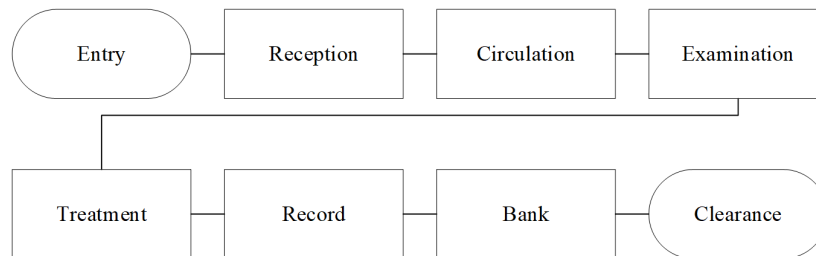 Entry
Reception
Circulation
Examination
Treatment
Record
Bank
Clearance